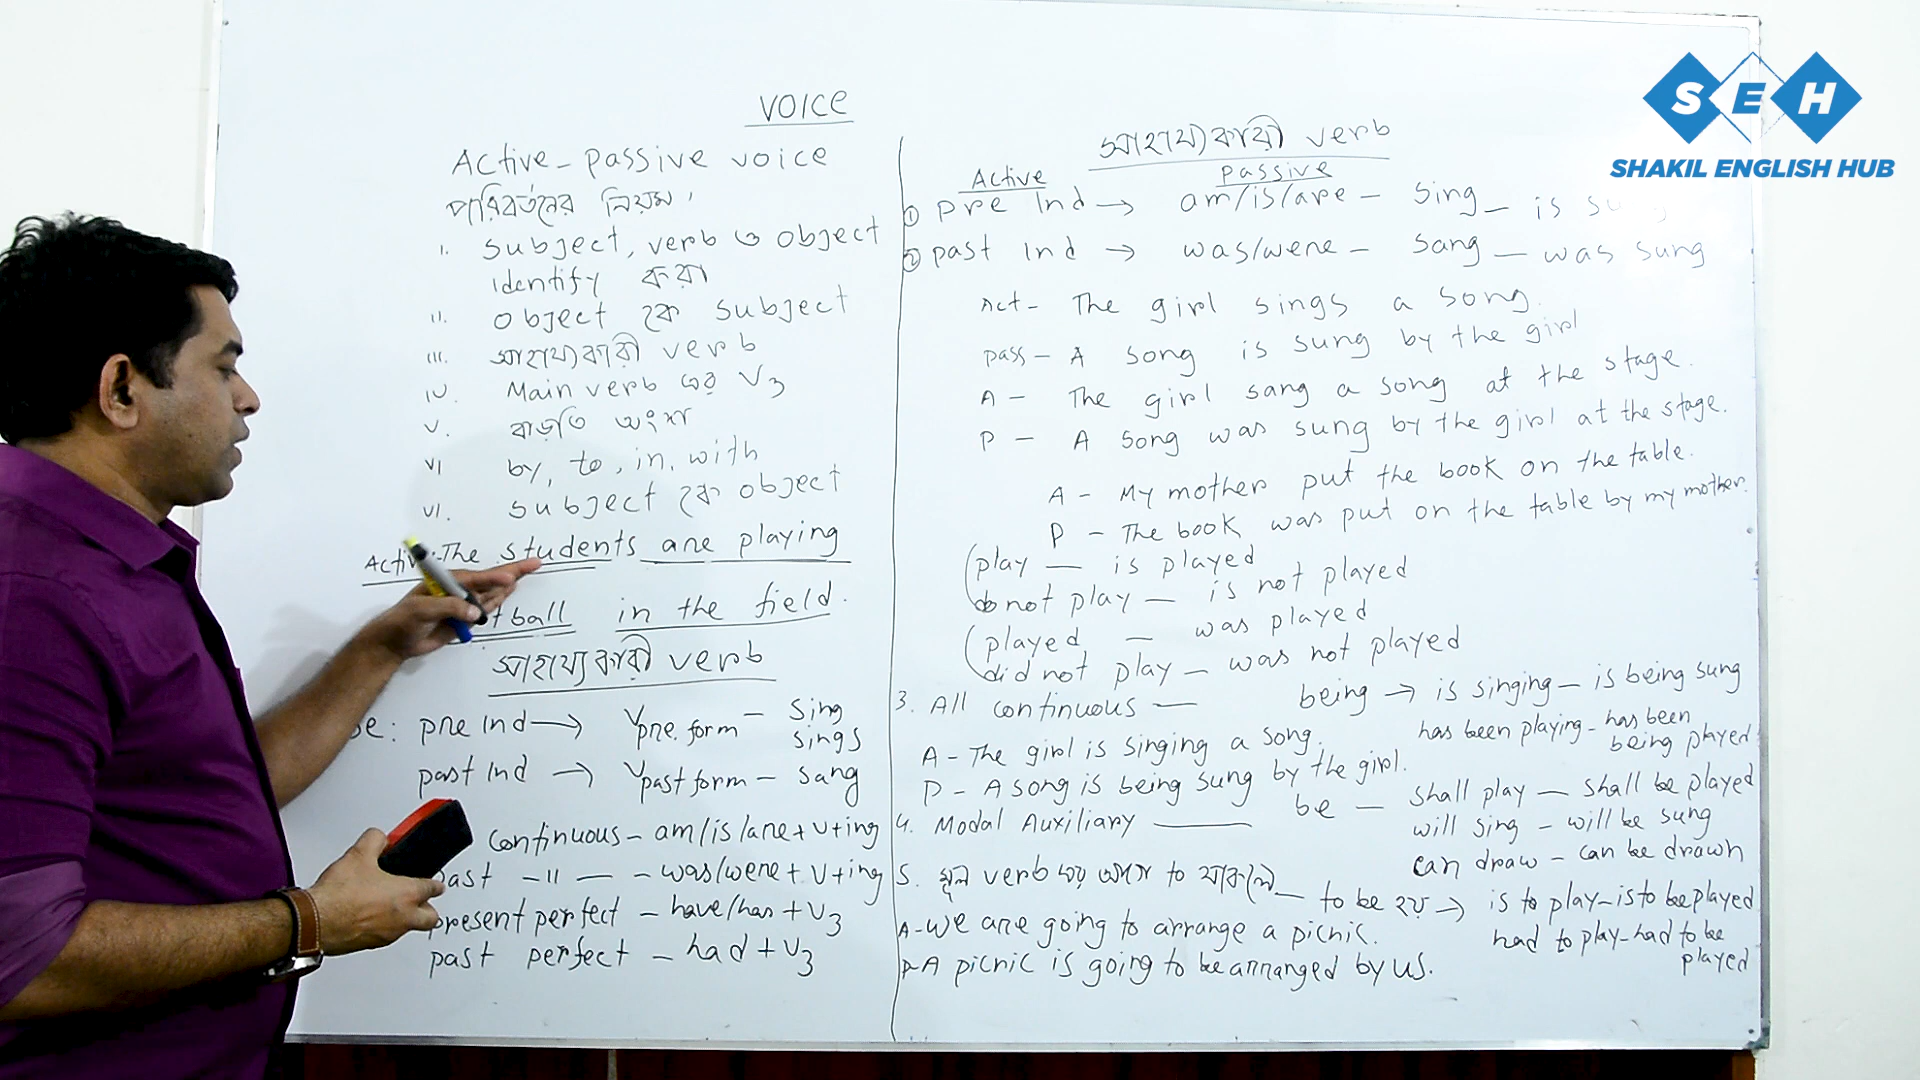 VOICE
Active - passive voice
পরিবর্তনের নিয়ম।
i. subject, verb ও object
identify করা
ii. object কে subject
iii. সাহায্যকারী verb
iv. Main verb এর V3
v. বাড়তি অংশ
vi by, to, in, with
vi. subject কে object
The students are playing
in the field.
সাহায্যকারী verb
pre Ind → V pre. form - sing
sings
past Ind → V past form - sang
continuous - am/is/are + v+ing
-11- - was/were + v+ing
present perfect - have/has + V3
past perfect - had + V3
সাহায্যকারী verb
Active passive
① pre Ind → am/is/are - sing - is
② past Ind → was/were - sang - was sung
Act - The girl sings a song.
pass - A song is sung by the girl
A - The girl sang a song at the stage.
P - A song was sung by the girl at the stage.
A - My mother put the book on the table.
P - The book was put on the table by my mother.
play - is played
do not play - is not played
played - was played
did not play - was not played
3. All continuous - being → is singing - is being sung
has been playing - has been being played
A - The girl is singing a song.
P - A song is being sung by the girl.
4. Modal Auxiliary - be - shall play - shall be played
will sing - will be sung
can draw - can be drawn
5. মূল verb এর আগে to থাকলে - to be হয় → is to play - is to be played
had to play - had to be played
A - We are going to arrange a picnic.
P - A picnic is going to be arranged by us.
SEH
SHAKIL ENGLISH HUB